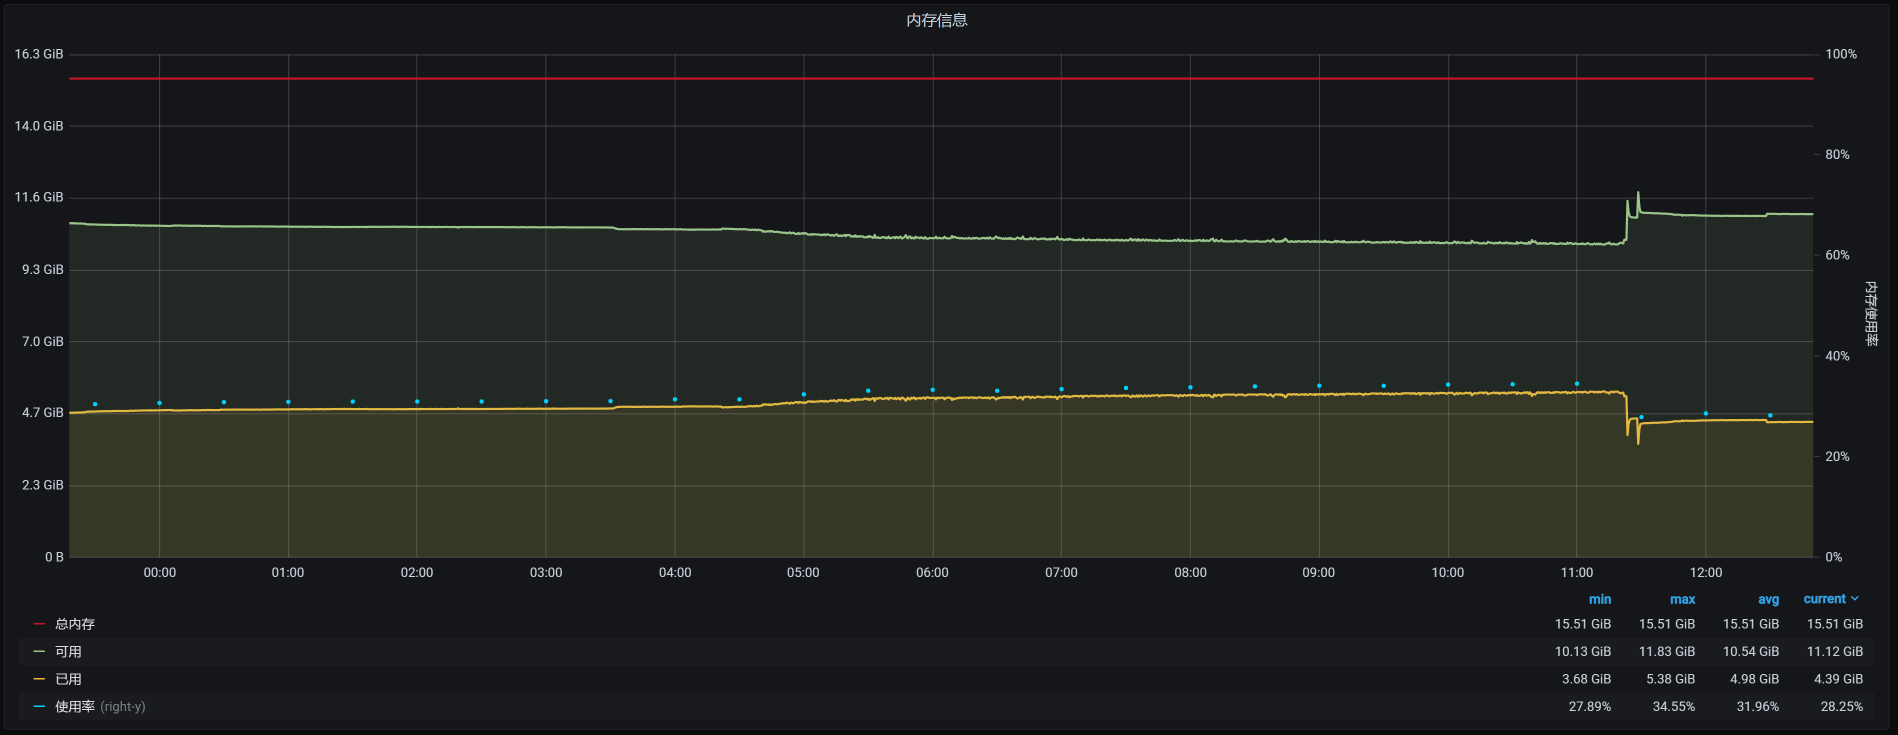 内存信息
16.3 GiB
14.0 GiB
11.6 GiB
9.3 GiB
7.0 GiB
4.7 GiB
2.3 GiB
0 B
100%
80%
60%
40%
20%
0%
内存使用率
00:00 01:00 02:00 03:00 04:00 05:00 06:00 07:00 08:00 09:00 10:00 11:00 12:00
min max avg current
总内存 15.51 GiB 15.51 GiB 15.51 GiB 15.51 GiB
可用 10.13 GiB 11.83 GiB 10.54 GiB 11.12 GiB
已用 3.68 GiB 5.38 GiB 4.98 GiB 4.39 GiB
使用率 (right-y) 27.89% 34.55% 31.96% 28.25%